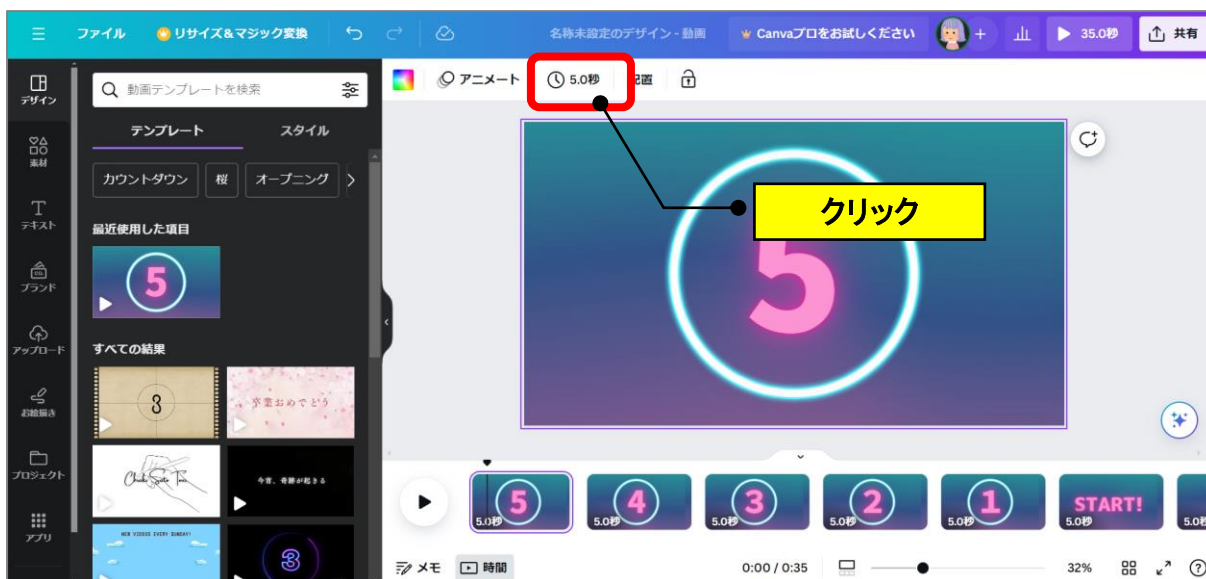 ファイル
リサイズ&マジック変換
名称未設定のデザイン - 動画
Canvaプロをお試しください
35.0秒
共有
デザイン
素材
テキスト
ブランド
アップロード
お絵描き
プロジェクト
アプリ
動画テンプレートを検索
テンプレート
スタイル
カウントダウン
桜
オープニング
最近使用した項目
5
すべての結果
3
卒業おめでとう
今宵、奇跡が起きる
NEW VIDEOS EVERY SUNDAY!
3
アニメート
5.0秒
配置
クリック
5
5
5.0秒
4
5.0秒
3
5.0秒
2
5.0秒
1
5.0秒
START!
5.0秒
メモ
時間
0:00 / 0:35
32%